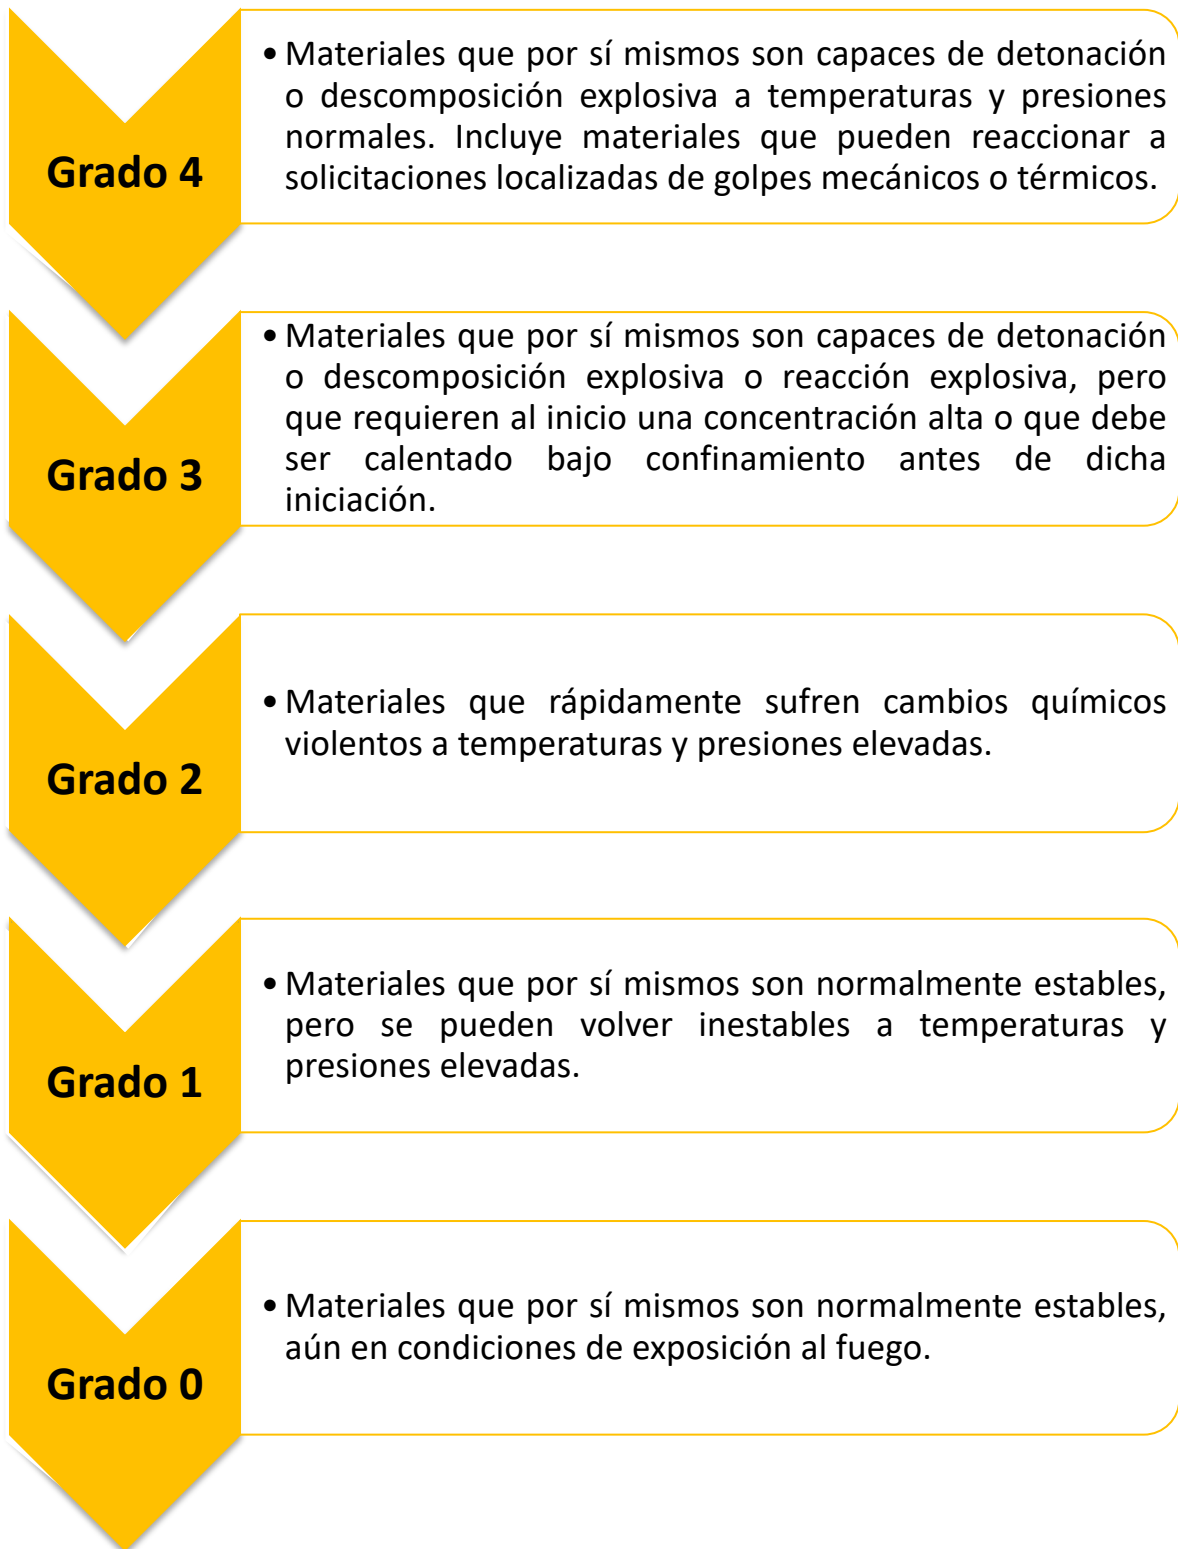 Grado 4
• Materiales que por sí mismos son capaces de detonación
o descomposición explosiva a temperaturas y presiones
normales. Incluye materiales que pueden reaccionar a
solicitaciones localizadas de golpes mecánicos o térmicos.
Grado 3
• Materiales que por sí mismos son capaces de detonación
o descomposición explosiva o reacción explosiva, pero
que requieren al inicio una concentración alta o que debe
ser calentado bajo confinamiento antes de dicha
iniciación.
Grado 2
• Materiales que rápidamente sufren cambios químicos
violentos a temperaturas y presiones elevadas.
Grado 1
• Materiales que por sí mismos son normalmente estables,
pero se pueden volver inestables a temperaturas y
presiones elevadas.
Grado 0
• Materiales que por sí mismos son normalmente estables,
aún en condiciones de exposición al fuego.